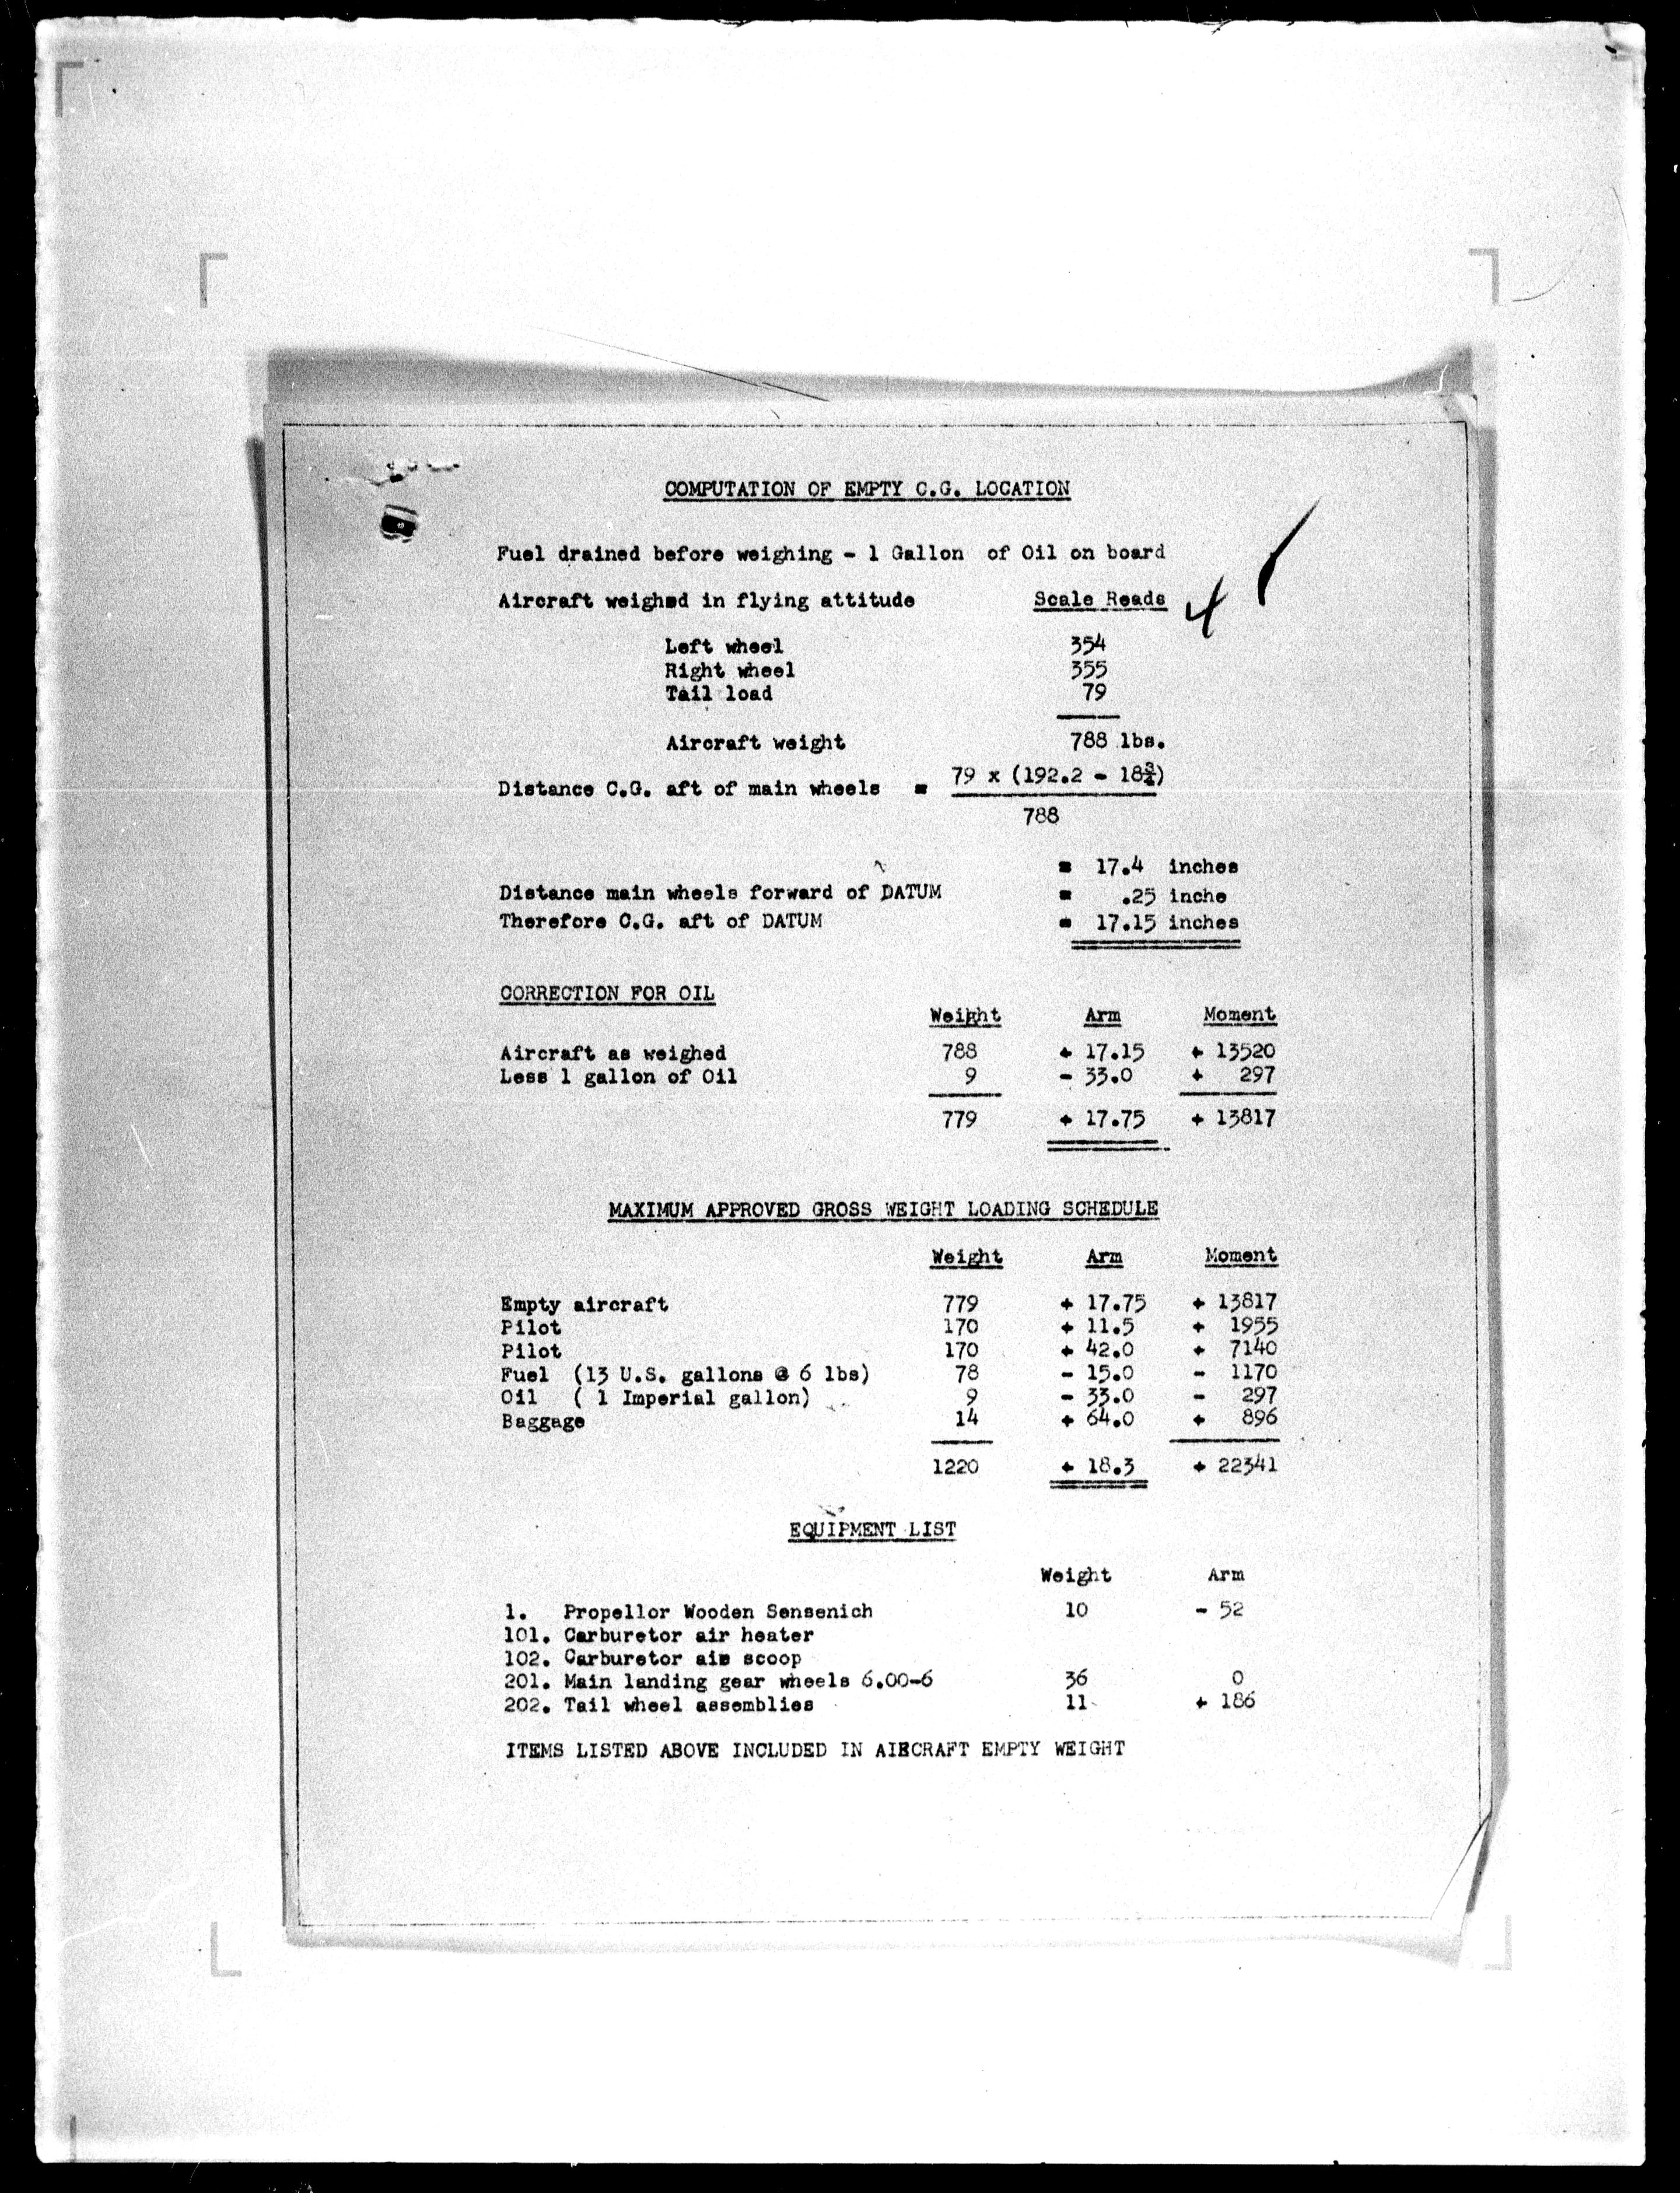 COMPUTATION OF EMPTY C.G. LOCATION
Fuel drained before weighing - 1 Gallon of Oil on board
Aircraft weighed in flying attitude Scale Reads
4
Left wheel 354
Right wheel 355
Tail load 79
Aircraft weight 788 lbs.
Distance C.G. aft of main wheels = 79 x (192.2 - 18¾)
788
= 17.4 inches
Distance main wheels forward of DATUM = .25 inche
Therefore C.G. aft of DATUM = 17.15 inches
CORRECTION FOR OIL
Weight Arm Moment
Aircraft as weighed 788 + 17.15 + 13520
Less 1 gallon of Oil 9 - 33.0 + 297
779 + 17.75 + 13817
MAXIMUM APPROVED GROSS WEIGHT LOADING SCHEDULE
Weight Arm Moment
Empty aircraft 779 + 17.75 + 13817
Pilot 170 + 11.5 + 1955
Pilot 170 + 42.0 + 7140
Fuel (13 U.S. gallons @ 6 lbs) 78 - 15.0 - 1170
Oil ( 1 Imperial gallon) 9 - 33.0 - 297
Baggage 14 + 64.0 + 896
1220 + 18.3 + 22341
EQUIPMENT LIST
Weight Arm
1. Propellor Wooden Sensenich 10 - 52
101. Carburetor air heater
102. Carburetor air scoop
201. Main landing gear wheels 6.00-6 36 0
202. Tail wheel assemblies 11 + 186
ITEMS LISTED ABOVE INCLUDED IN AIRCRAFT EMPTY WEIGHT